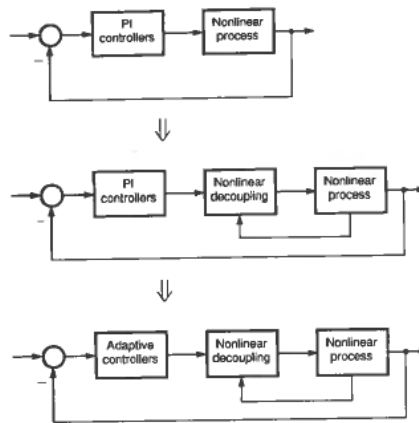 PI
controllers
Nonlinear
process
PI
controllers
Nonlinear
decoupling
Nonlinear
process
Adaptive
controllers
Nonlinear
decoupling
Nonlinear
process